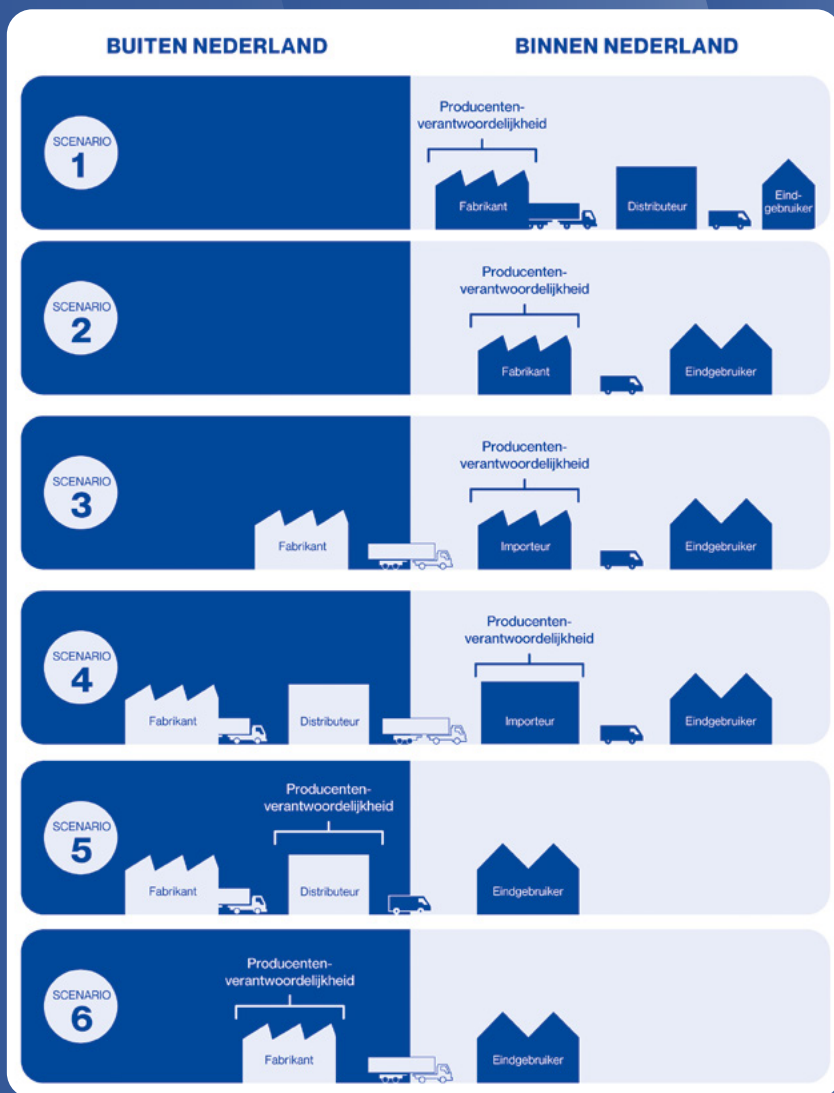 BUITEN NEDERLAND
BINNEN NEDERLAND
SCENARIO
1
Producenten-
verantwoordelijkheid
Fabrikant
Distributeur
Eind-
gebruiker
SCENARIO
2
Producenten-
verantwoordelijkheid
Fabrikant
Eindgebruiker
SCENARIO
3
Fabrikant
Producenten-
verantwoordelijkheid
Importeur
Eindgebruiker
SCENARIO
4
Fabrikant
Distributeur
Producenten-
verantwoordelijkheid
Importeur
Eindgebruiker
SCENARIO
5
Fabrikant
Producenten-
verantwoordelijkheid
Distributeur
Eindgebruiker
SCENARIO
6
Producenten-
verantwoordelijkheid
Fabrikant
Eindgebruiker